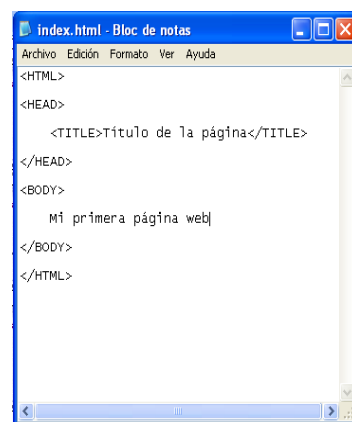 index.html - Bloc de notas
Archivo Edición Formato Ver Ayuda
<HTML>
<HEAD>
<TITLE>Título de la página</TITLE>
</HEAD>
<BODY>
Mi primera página web
</BODY>
</HTML>